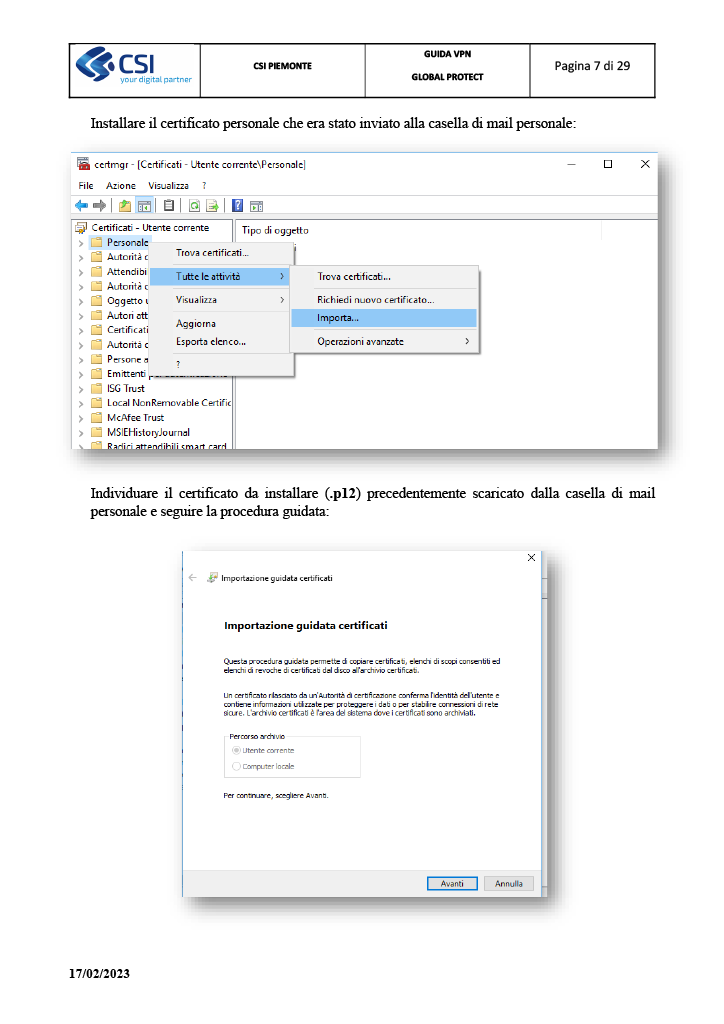 CSI
your digital partner
CSI PIEMONTE
GUIDA VPN
GLOBAL PROTECT
Pagina 7 di 29
Installare il certificato personale che era stato inviato alla casella di mail personale:
certmgr - [Certificati - Utente corrente\Personale]
File Azione Visualizza ?
Certificati - Utente corrente
Tipo di oggetto
Personale
Autorità c
Attendibi
Autorità c
Oggetto u
Autori att
Certificati
Autorità c
Persone a
Emittenti
ISG Trust
Local NonRemovable Certific
McAfee Trust
MSIEHistoryJournal
Radici attendibili smart card
Trova certificati...
Tutte le attività
Visualizza
Aggiorna
Esporta elenco...
?
Trova certificati...
Richiedi nuovo certificato...
Importa...
Operazioni avanzate
Individuare il certificato da installare (.p12) precedentemente scaricato dalla casella di mail
personale e seguire la procedura guidata:
Importazione guidata certificati
Importazione guidata certificati
Questa procedura guidata permette di copiare certificati, elenchi di scopi consentiti ed
elenchi di revoche di certificati dal disco all'archivio certificati.
Un certificato rilasciato da un'Autorità di certificazione conferma l'identità dell'utente e
contiene informazioni utilizzate per proteggere i dati o per stabilire connessioni di rete
sicure. L'archivio certificati è l'area del sistema dove i certificati sono archiviati.
Percorso archivio
Utente corrente
Computer locale
Per continuare, scegliere Avanti.
Avanti
Annulla
17/02/2023